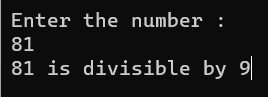 Enter the number :
81
81 is divisible by 9